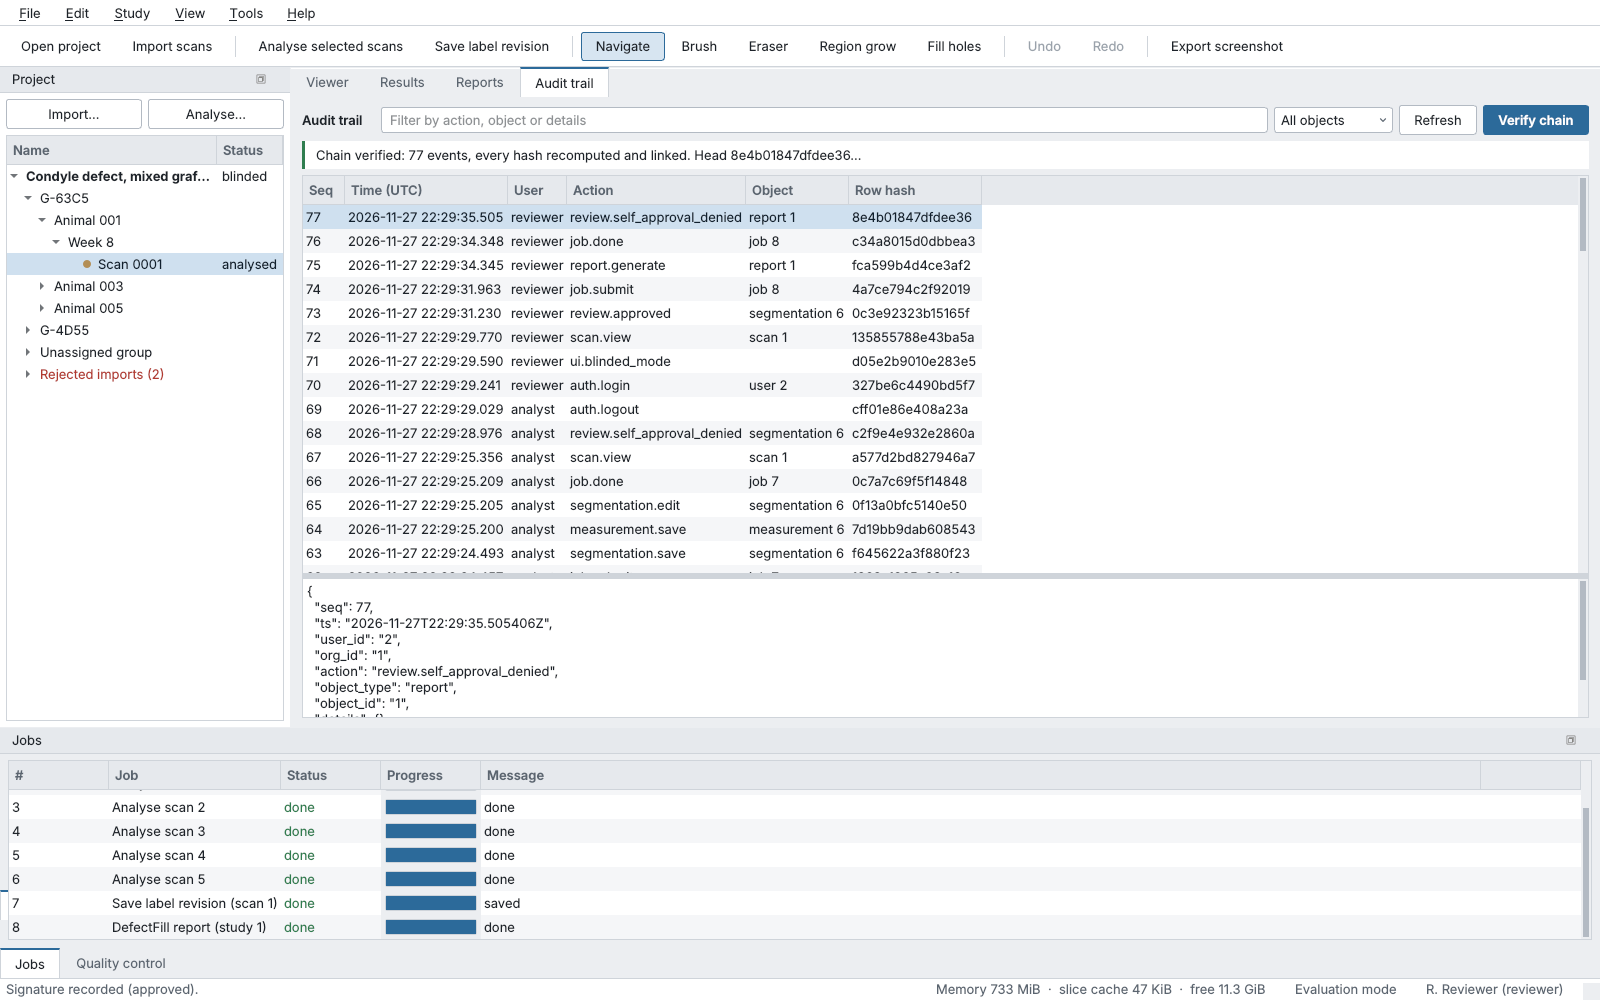 File Edit Study View Tools Help
Open project Import scans Analyse selected scans Save label revision Navigate Brush Eraser Region grow Fill holes Undo Redo Export screenshot
Project
Import... Analyse...
Name Status
Condyle defect, mixed graf... blinded
G-63C5
Animal 001
Week 8
Scan 0001 analysed
Animal 003
Animal 005
G-4D55
Unassigned group
Rejected imports (2)
Viewer Results Reports Audit trail
Audit trail Filter by action, object or details All objects Refresh Verify chain
Chain verified: 77 events, every hash recomputed and linked. Head 8e4b01847dfdee36...
Seq Time (UTC) User Action Object Row hash
77 2026-11-27 22:29:35.505 reviewer review.self_approval_denied report 1 8e4b01847dfdee36
76 2026-11-27 22:29:34.348 reviewer job.done job 8 c34a8015d0dbbea3
75 2026-11-27 22:29:34.345 reviewer report.generate report 1 fca599b4d4ce3af2
74 2026-11-27 22:29:31.963 reviewer job.submit job 8 4a7ce794c2f92019
73 2026-11-27 22:29:31.230 reviewer review.approved segmentation 6 0c3e92323b15165f
72 2026-11-27 22:29:29.770 reviewer scan.view scan 1 135855788e43ba5a
71 2026-11-27 22:29:29.590 reviewer ui.blinded_mode d05e2b9010e283e5
70 2026-11-27 22:29:29.241 reviewer auth.login user 2 327be6c4490bd5f7
69 2026-11-27 22:29:29.029 analyst auth.logout cff01e86e408a23a
68 2026-11-27 22:29:28.976 analyst review.self_approval_denied segmentation 6 c2f9e4e932e2860a
67 2026-11-27 22:29:25.356 analyst scan.view scan 1 a577d2bd827946a7
66 2026-11-27 22:29:25.209 analyst job.done job 7 0c7a7c69f5f14848
65 2026-11-27 22:29:25.205 analyst segmentation.edit segmentation 6 0f13a0bfc5140e50
64 2026-11-27 22:29:25.200 analyst measurement.save measurement 6 7d19bb9dab608543
63 2026-11-27 22:29:24.493 analyst segmentation.save segmentation 6 f645622a3f880f23
{
"seq": 77,
"ts": "2026-11-27T22:29:35.505406Z",
"user_id": "2",
"org_id": "1",
"action": "review.self_approval_denied",
"object_type": "report",
"object_id": "1",
Jobs
# Job Status Progress Message
3 Analyse scan 2 done done
4 Analyse scan 3 done done
5 Analyse scan 4 done done
6 Analyse scan 5 done done
7 Save label revision (scan 1) done saved
8 DefectFill report (study 1) done done
Jobs Quality control
Signature recorded (approved). Memory 733 MiB · slice cache 47 KiB · free 11.3 GiB Evaluation mode R. Reviewer (reviewer)